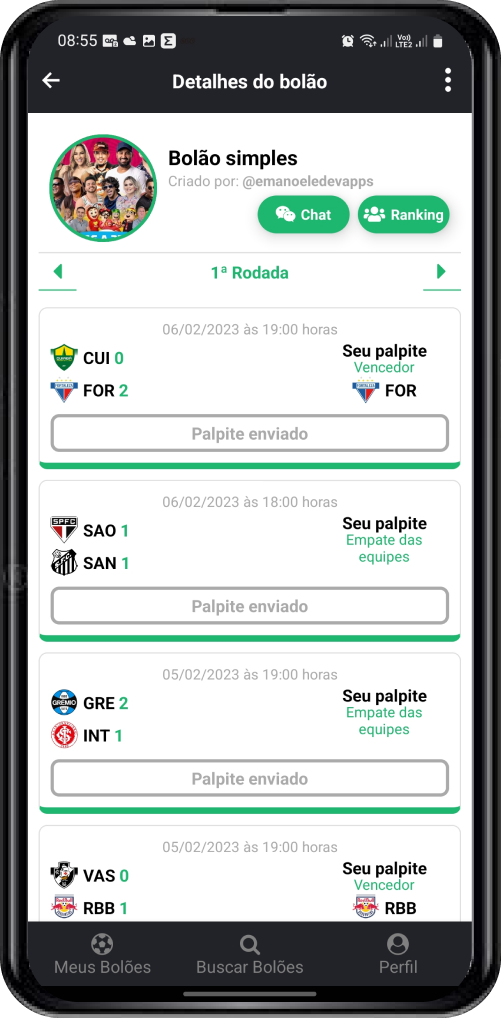 08:55
Vo))
LTE2
Detalhes do bolão
Bolão simples
Criado por: @emanoeledevapps
Chat
Ranking
1ª Rodada
06/02/2023 às 19:00 horas
CUI 0
Seu palpite
Vencedor
FOR 2
FOR
Palpite enviado
06/02/2023 às 18:00 horas
SPFC
SAO 1
Seu palpite
Empate das
equipes
SAN 1
Palpite enviado
05/02/2023 às 19:00 horas
GRÊMIO
GRE 2
Seu palpite
Empate das
equipes
INT 1
Palpite enviado
05/02/2023 às 19:00 horas
VAS 0
Seu palpite
Vencedor
RBB 1
RBB
Meus Bolões
Buscar Bolões
Perfil